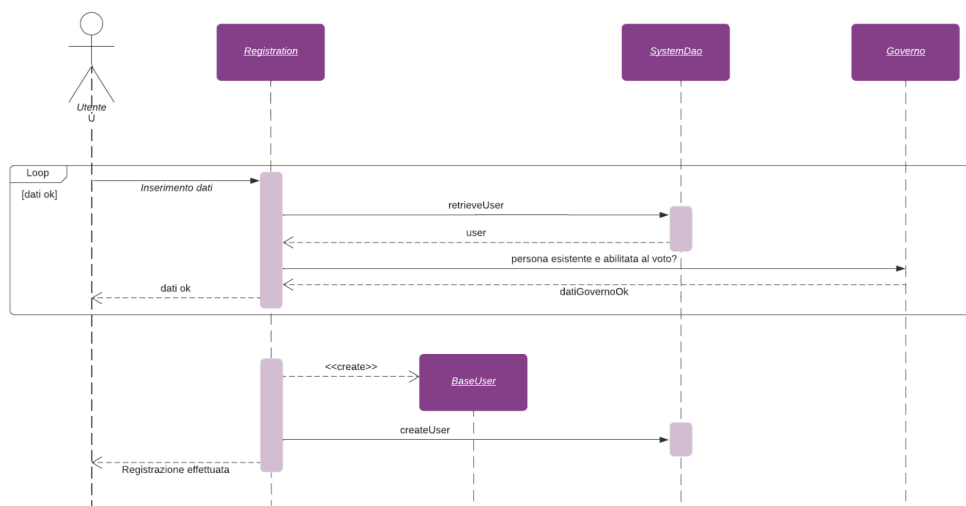 Registration
SystemDao
Governo
Utente
U
Loop
[dati ok]
Inserimento dati
retrieveUser
user
persona esistente e abilitata al voto?
datiGovernoOk
dati ok
<<create>>
BaseUser
createUser
Registrazione effettuata